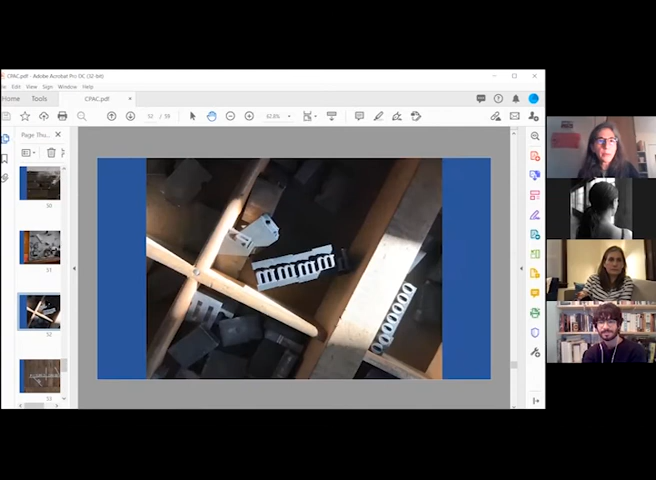 CPAC.pdf - Adobe Acrobat Pro DC (32-bit)
Edit View Sign Window Help
Home Tools CPAC.pdf
52 / 59 62.8%
Page Thu...
50
51
52
53